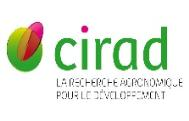 cirad
LA RECHERCHE AGRONOMIQUE
POUR LE DÉVELOPPEMENT